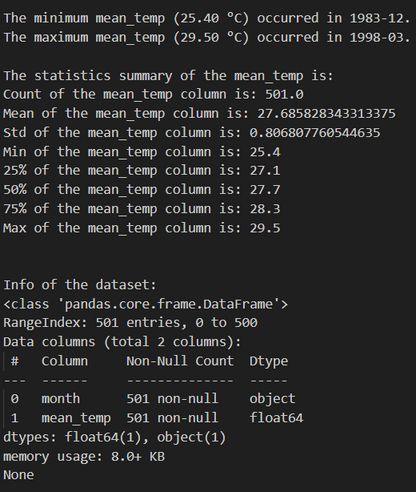 The minimum mean_temp (25.40 ºC) occurred in 1983-12.
The maximum mean_temp (29.50 ºC) occurred in 1998-03.
The statistics summary of the mean_temp is:
Count of the mean_temp column is: 501.0
Mean of the mean_temp column is: 27.685828343313375
Std of the mean_temp column is: 0.806807760544635
Min of the mean_temp column is: 25.4
25% of the mean_temp column is: 27.1
50% of the mean_temp column is: 27.7
75% of the mean_temp column is: 28.3
Max of the mean_temp column is: 29.5
Info of the dataset:
<class 'pandas.core.frame.DataFrame'>
RangeIndex: 501 entries, 0 to 500
Data columns (total 2 columns):
 #   Column     Non-Null Count  Dtype
---  ------     --------------  -----
 0   month      501 non-null    object
 1   mean_temp  501 non-null    float64
dtypes: float64(1), object(1)
memory usage: 8.0+ KB
None